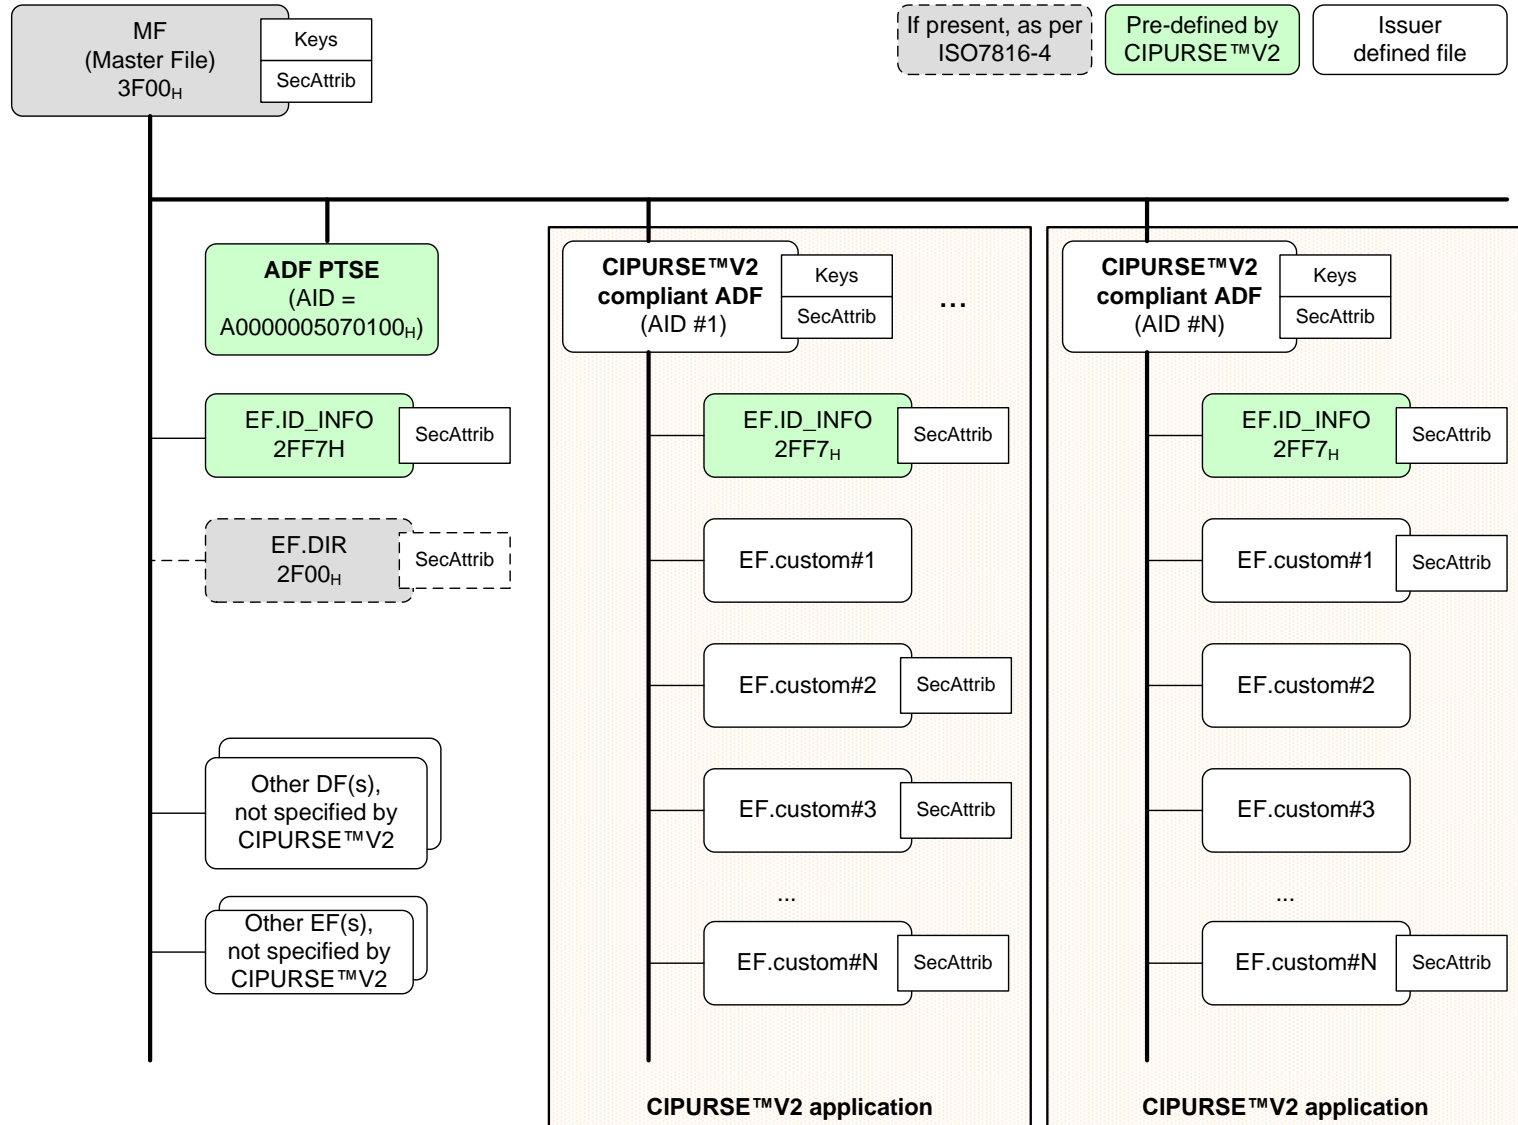 MF
(Master File)
3F00H
Keys
SecAttrib
If present, as per
ISO7816-4
Pre-defined by
CIPURSE™V2
Issuer
defined file
ADF PTSE
(AID =
A0000005070100H)
EF.ID_INFO
2FF7H
SecAttrib
EF.DIR
2F00H
SecAttrib
Other DF(s),
not specified by
CIPURSE™V2
Other EF(s),
not specified by
CIPURSE™V2
CIPURSE™V2
compliant ADF
(AID #1)
Keys
SecAttrib
...
EF.ID_INFO
2FF7H
SecAttrib
EF.custom#1
EF.custom#2
SecAttrib
EF.custom#3
SecAttrib
...
EF.custom#N
SecAttrib
CIPURSE™V2 application
CIPURSE™V2
compliant ADF
(AID #N)
Keys
SecAttrib
EF.ID_INFO
2FF7H
SecAttrib
EF.custom#1
SecAttrib
EF.custom#2
EF.custom#3
...
EF.custom#N
SecAttrib
CIPURSE™V2 application